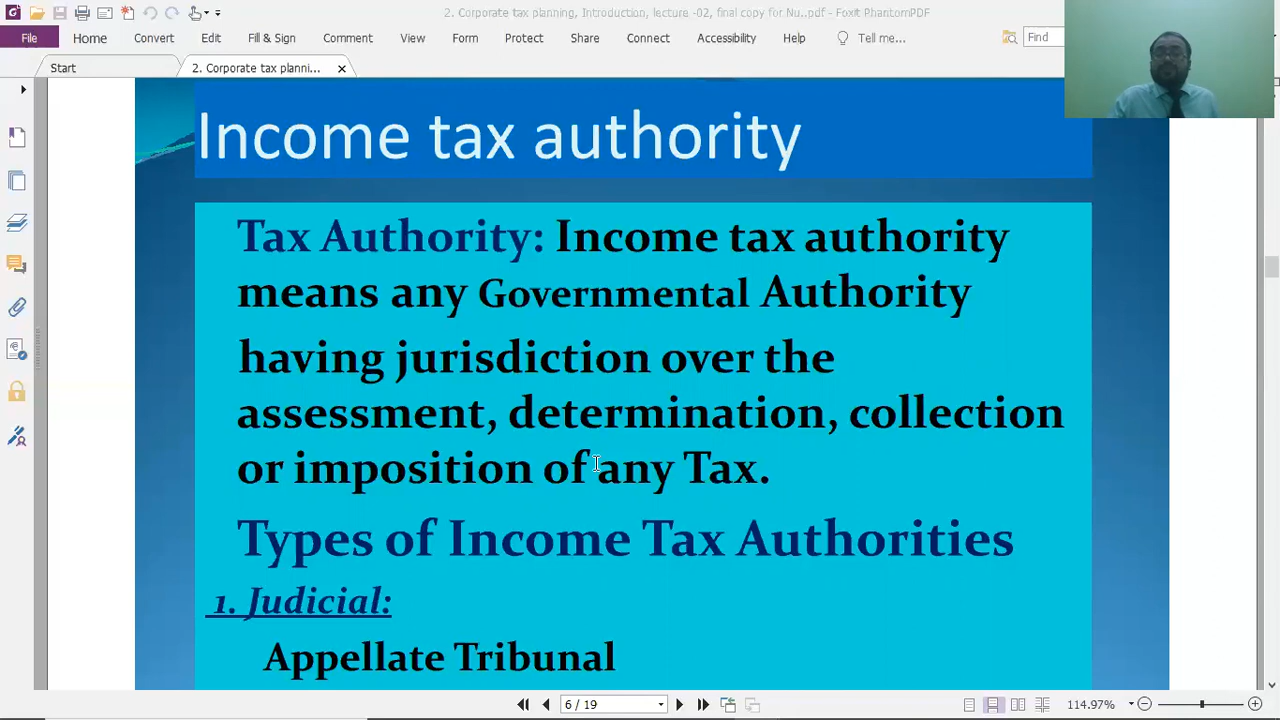 2. Corporate tax planning, Introduction, lecture -02, final copy for Nu..pdf - Foxit PhantomPDF
File Home Convert Edit Fill & Sign Comment View Form Protect Share Connect Accessibility Help Tell me... Find
Start 2. Corporate tax planni...
Income tax authority
Tax Authority: Income tax authority
means any Governmental Authority
having jurisdiction over the
assessment, determination, collection
or imposition of any Tax.
Types of Income Tax Authorities
1. Judicial:
Appellate Tribunal
6 / 19 114.97%